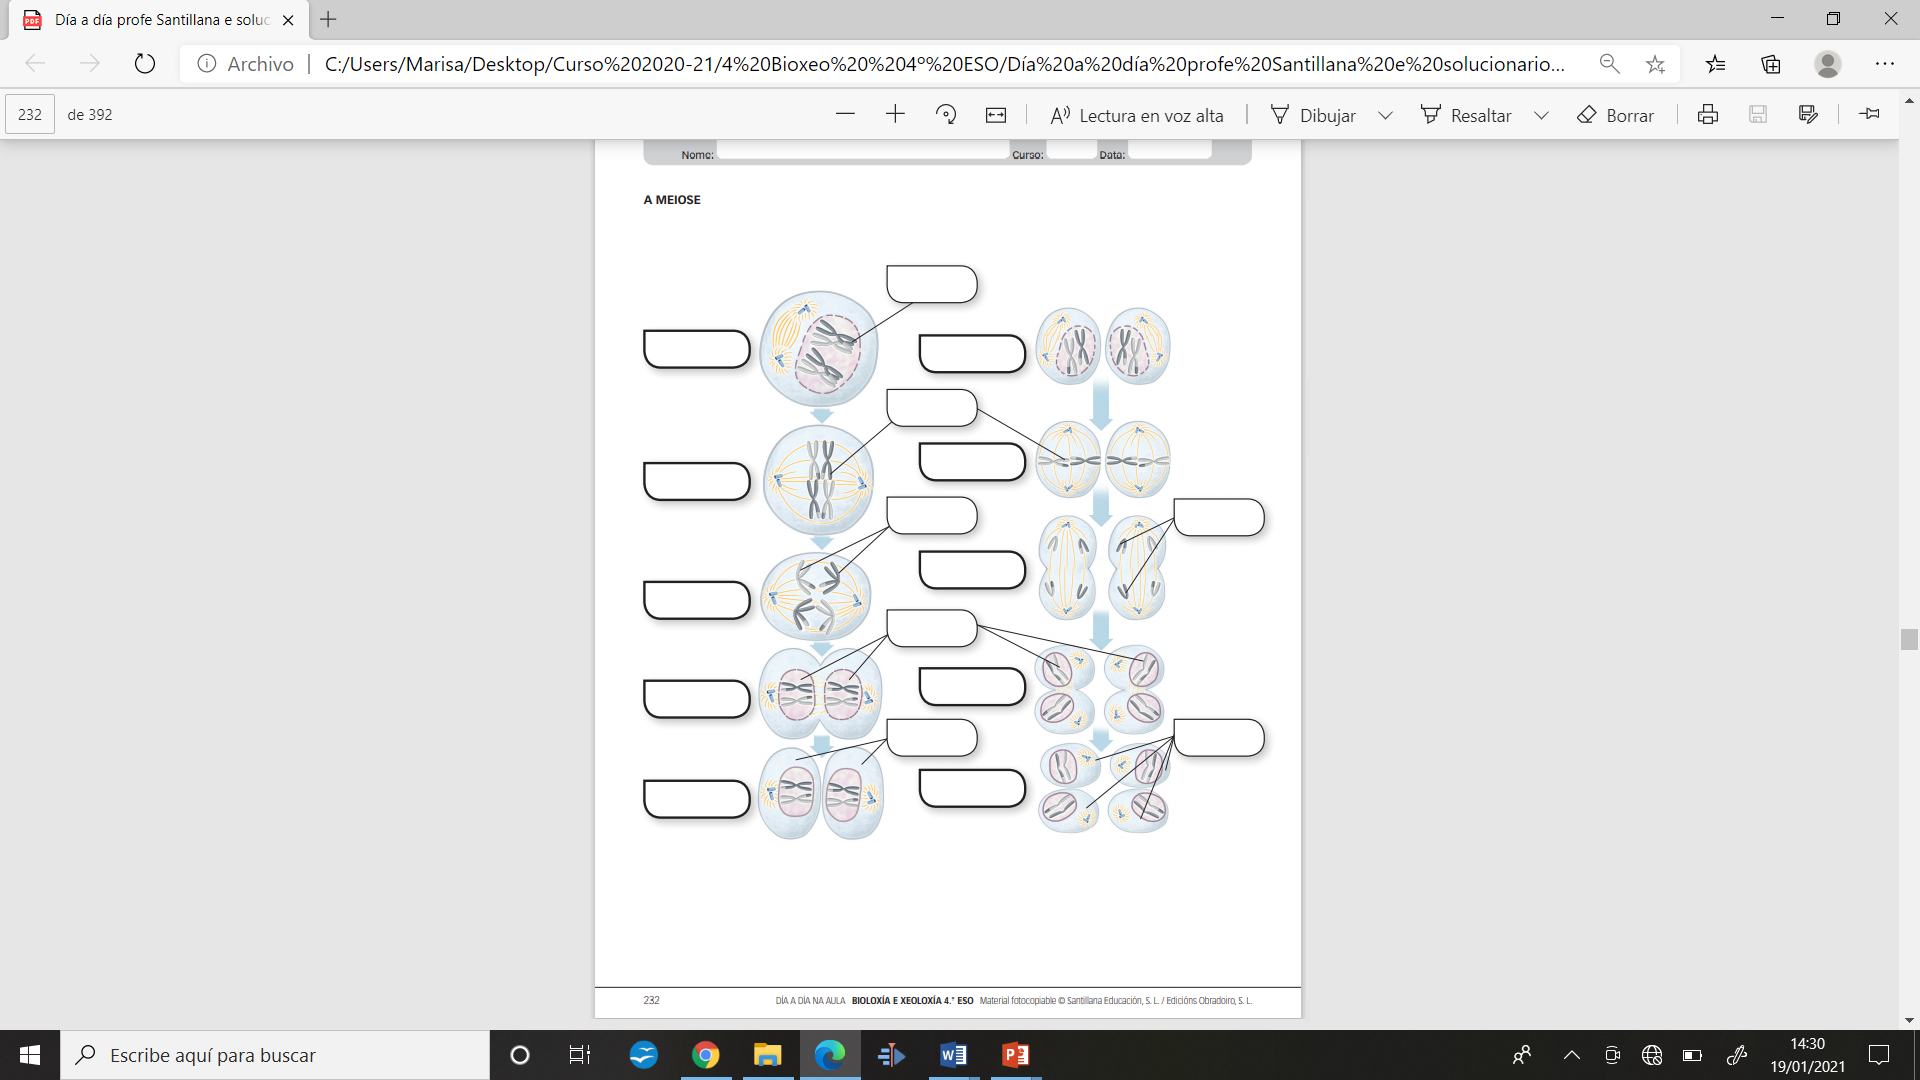 Día a día profe Santillana e soluc
Archivo
C:/Users/Marisa/Desktop/Curso%202020-21/4%20Bioxeo%20%204º%20ESO/Día%20a%20día%20profe%20Santillana%20e%20solucionario...
232 de 392
Lectura en voz alta
Dibujar
Resaltar
Borrar
Nome: Curso: Data:
A MEIOSE
232
DÍA A DÍA NA AULA BIOLOXÍA E XEOLOXÍA 4.° ESO Material fotocopiable © Santillana Educación, S. L. / Edicións Obradoiro, S. L.
Escribe aquí para buscar
14:30
19/01/2021